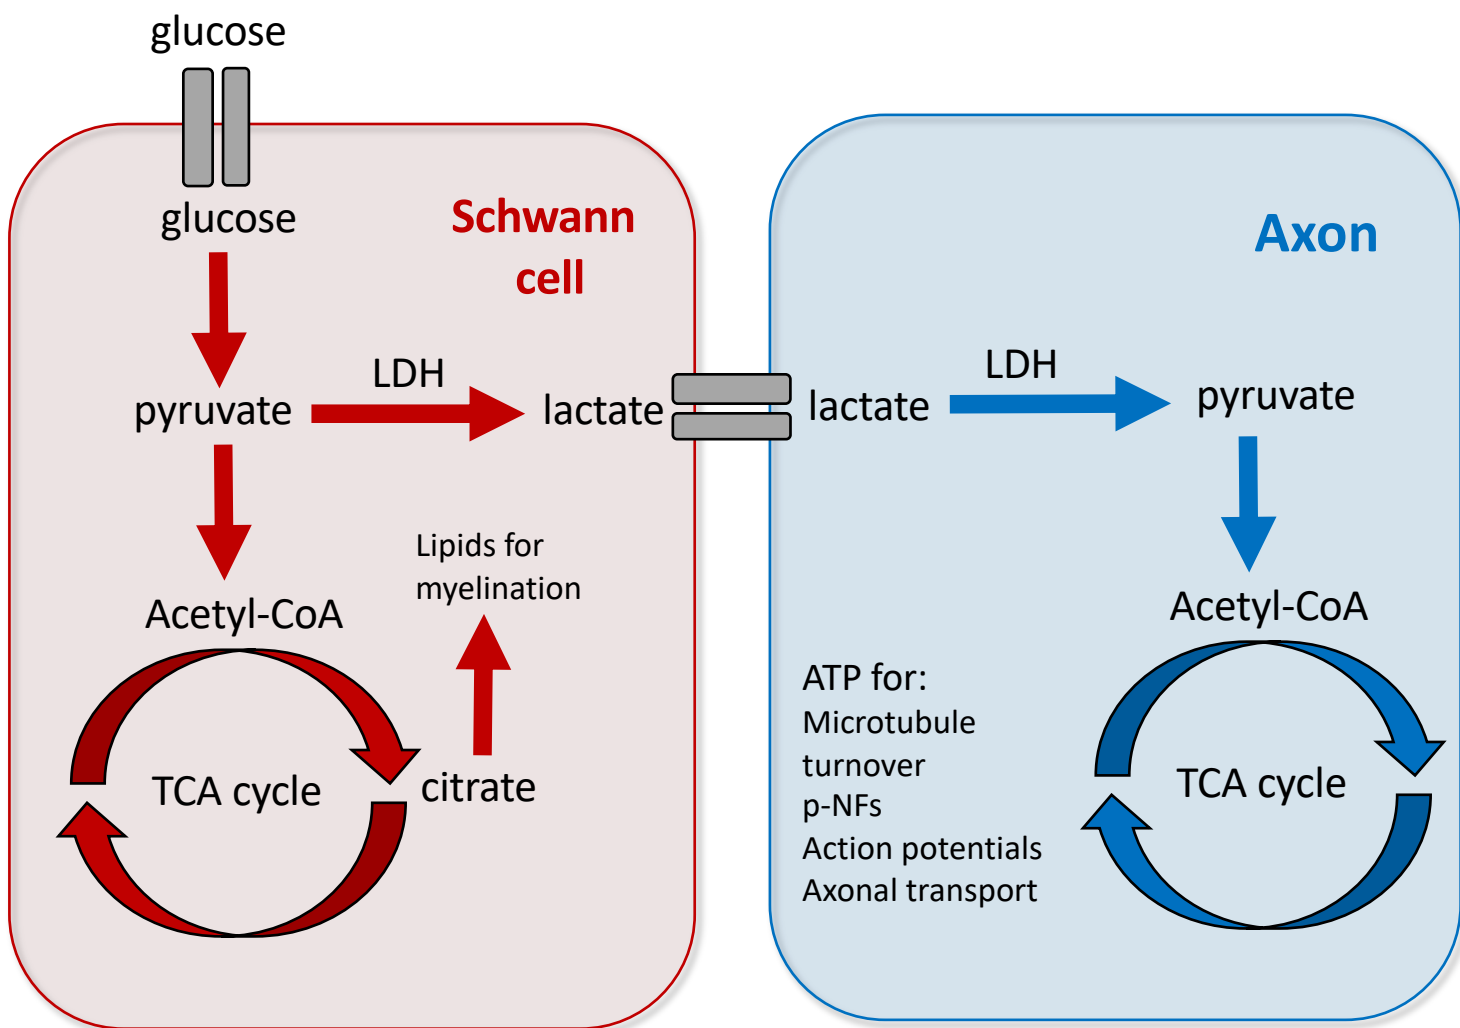 glucose
glucose
Schwann
cell
LDH
pyruvate
lactate
Lipids for
myelination
Acetyl-CoA
TCA cycle
citrate
Axon
lactate
LDH
pyruvate
Acetyl-CoA
TCA cycle
ATP for:
Microtubule
turnover
p-NFs
Action potentials
Axonal transport